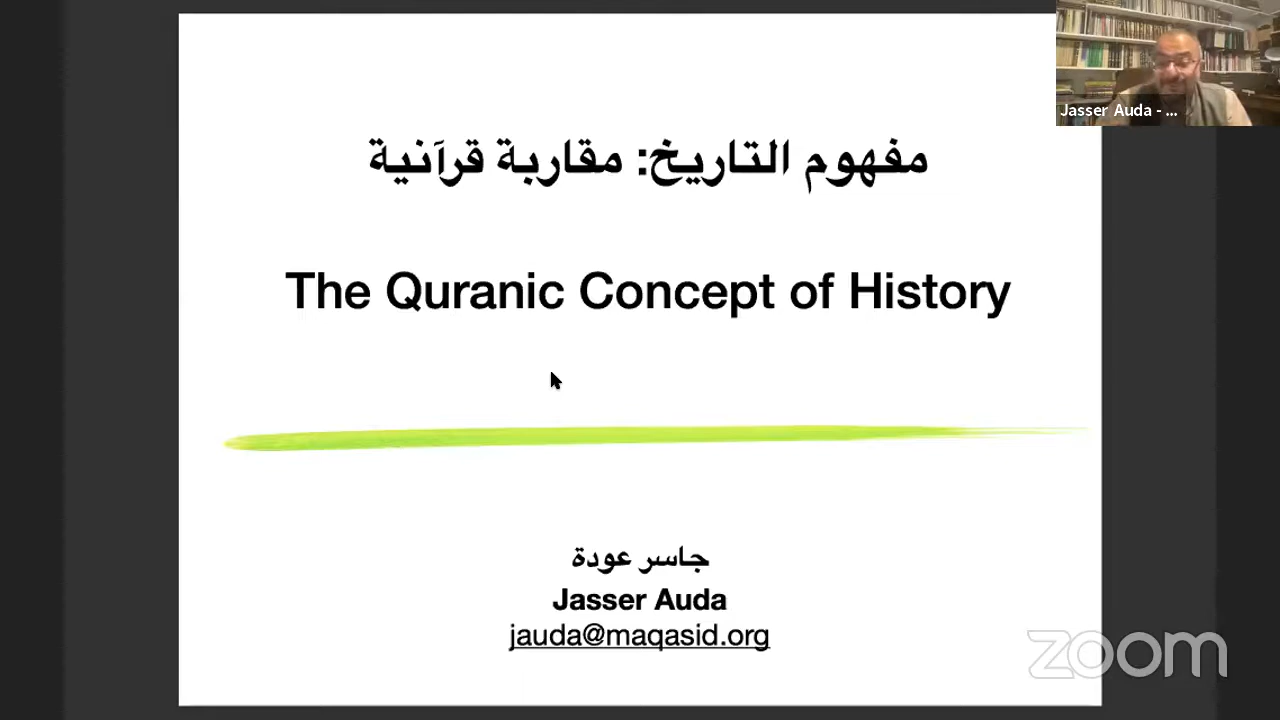 مفهوم التاريخ: مقاربة قرآنية
The Quranic Concept of History
جاسر عودة
Jasser Auda
jauda@maqasid.org
Jasser Auda - ...
zoom